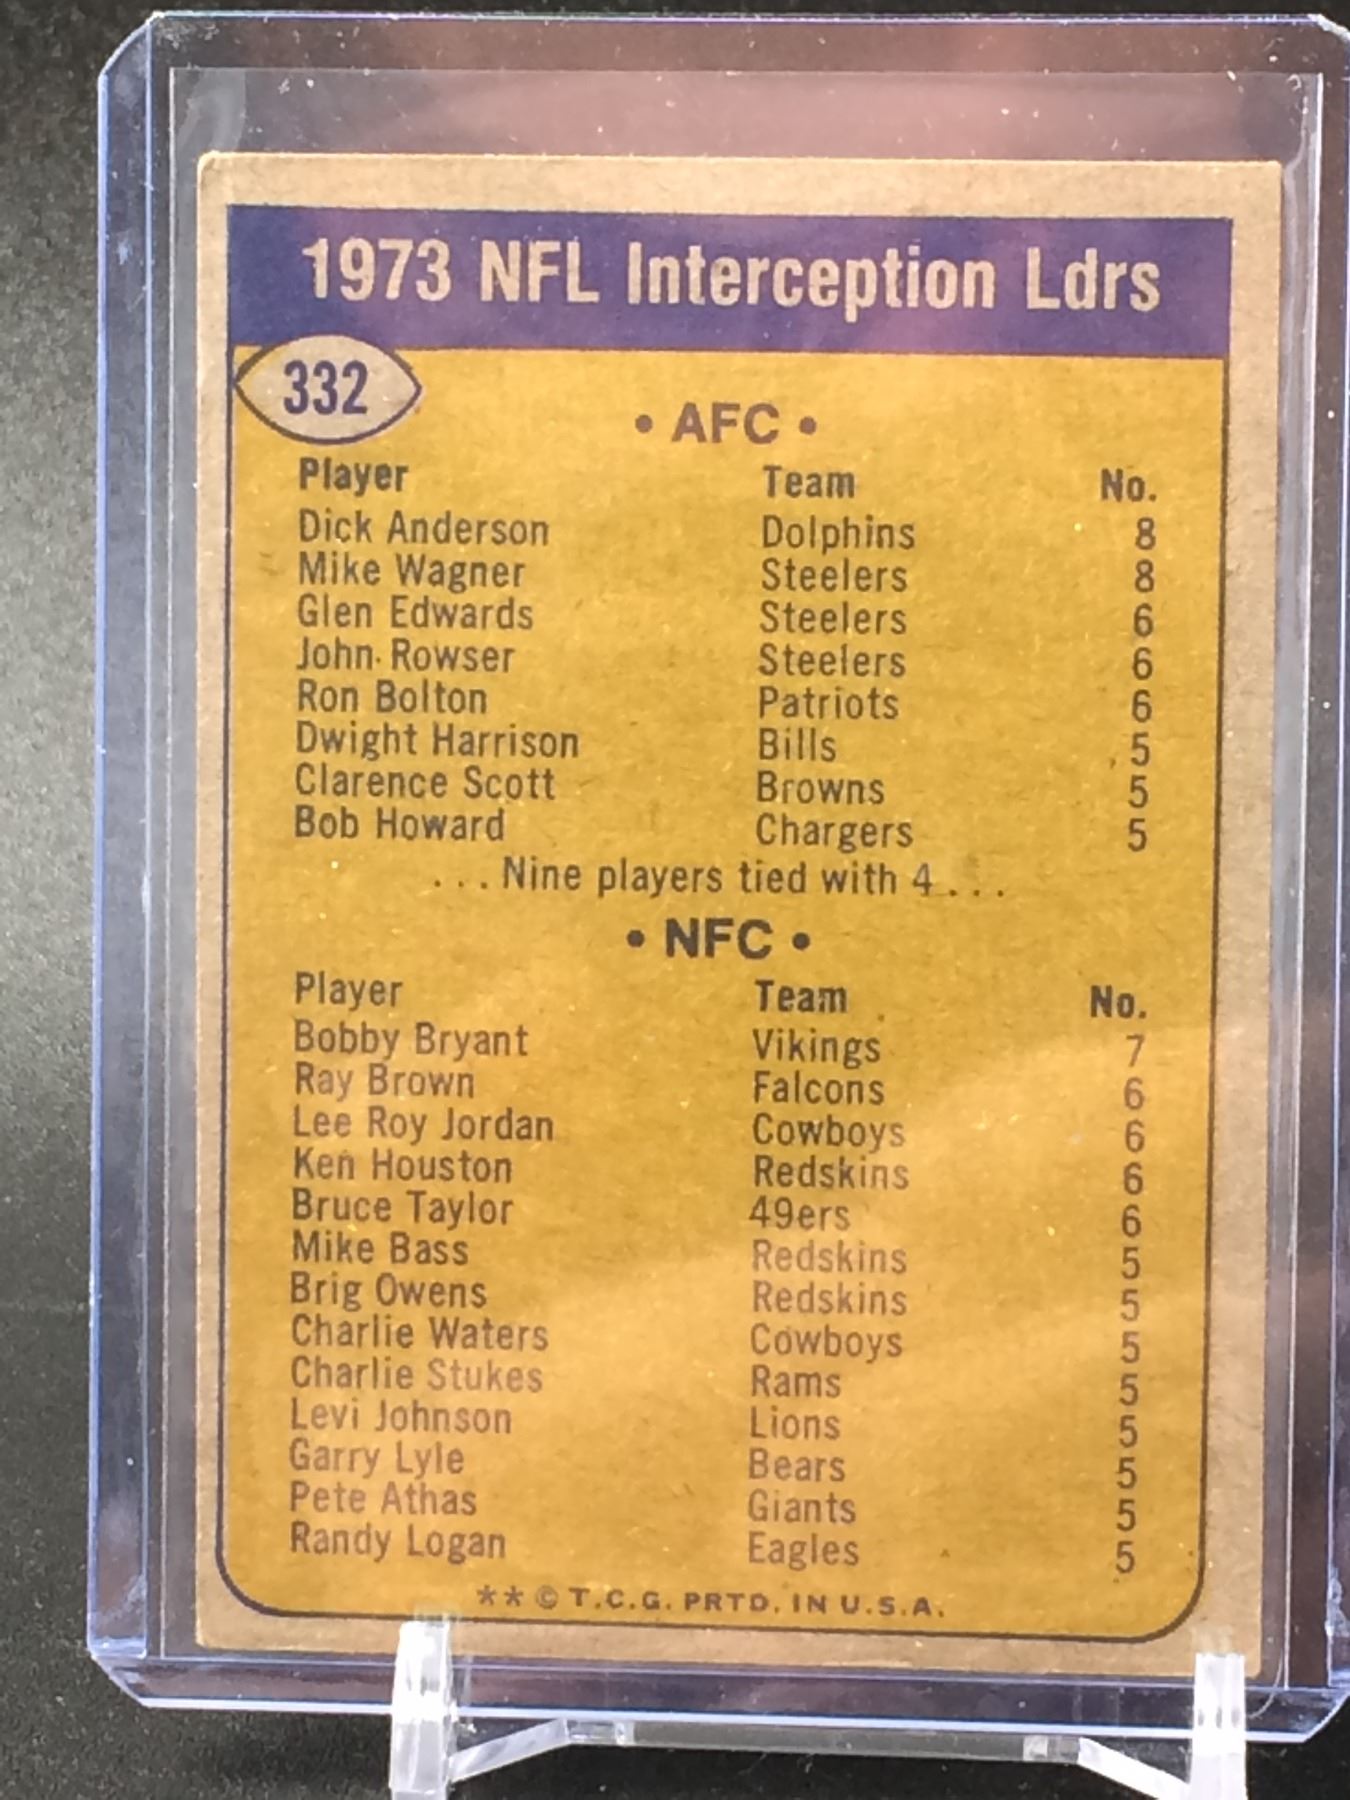 1973 NFL Interception Ldrs
332
• AFC •
Player Team No.
Dick Anderson Dolphins 8
Mike Wagner Steelers 8
Glen Edwards Steelers 6
John Rowser Steelers 6
Ron Bolton Patriots 6
Dwight Harrison Bills 5
Clarence Scott Browns 5
Bob Howard Chargers 5
...Nine players tied with 4...
• NFC •
Player Team No.
Bobby Bryant Vikings 7
Ray Brown Falcons 6
Lee Roy Jordan Cowboys 6
Ken Houston Redskins 6
Bruce Taylor 49ers 6
Mike Bass Redskins 5
Brig Owens Redskins 5
Charlie Waters Cowboys 5
Charlie Stukes Rams 5
Levi Johnson Lions 5
Garry Lyle Bears 5
Pete Athas Giants 5
Randy Logan Eagles 5
**© T.C.G. PRTD. IN U.S.A.